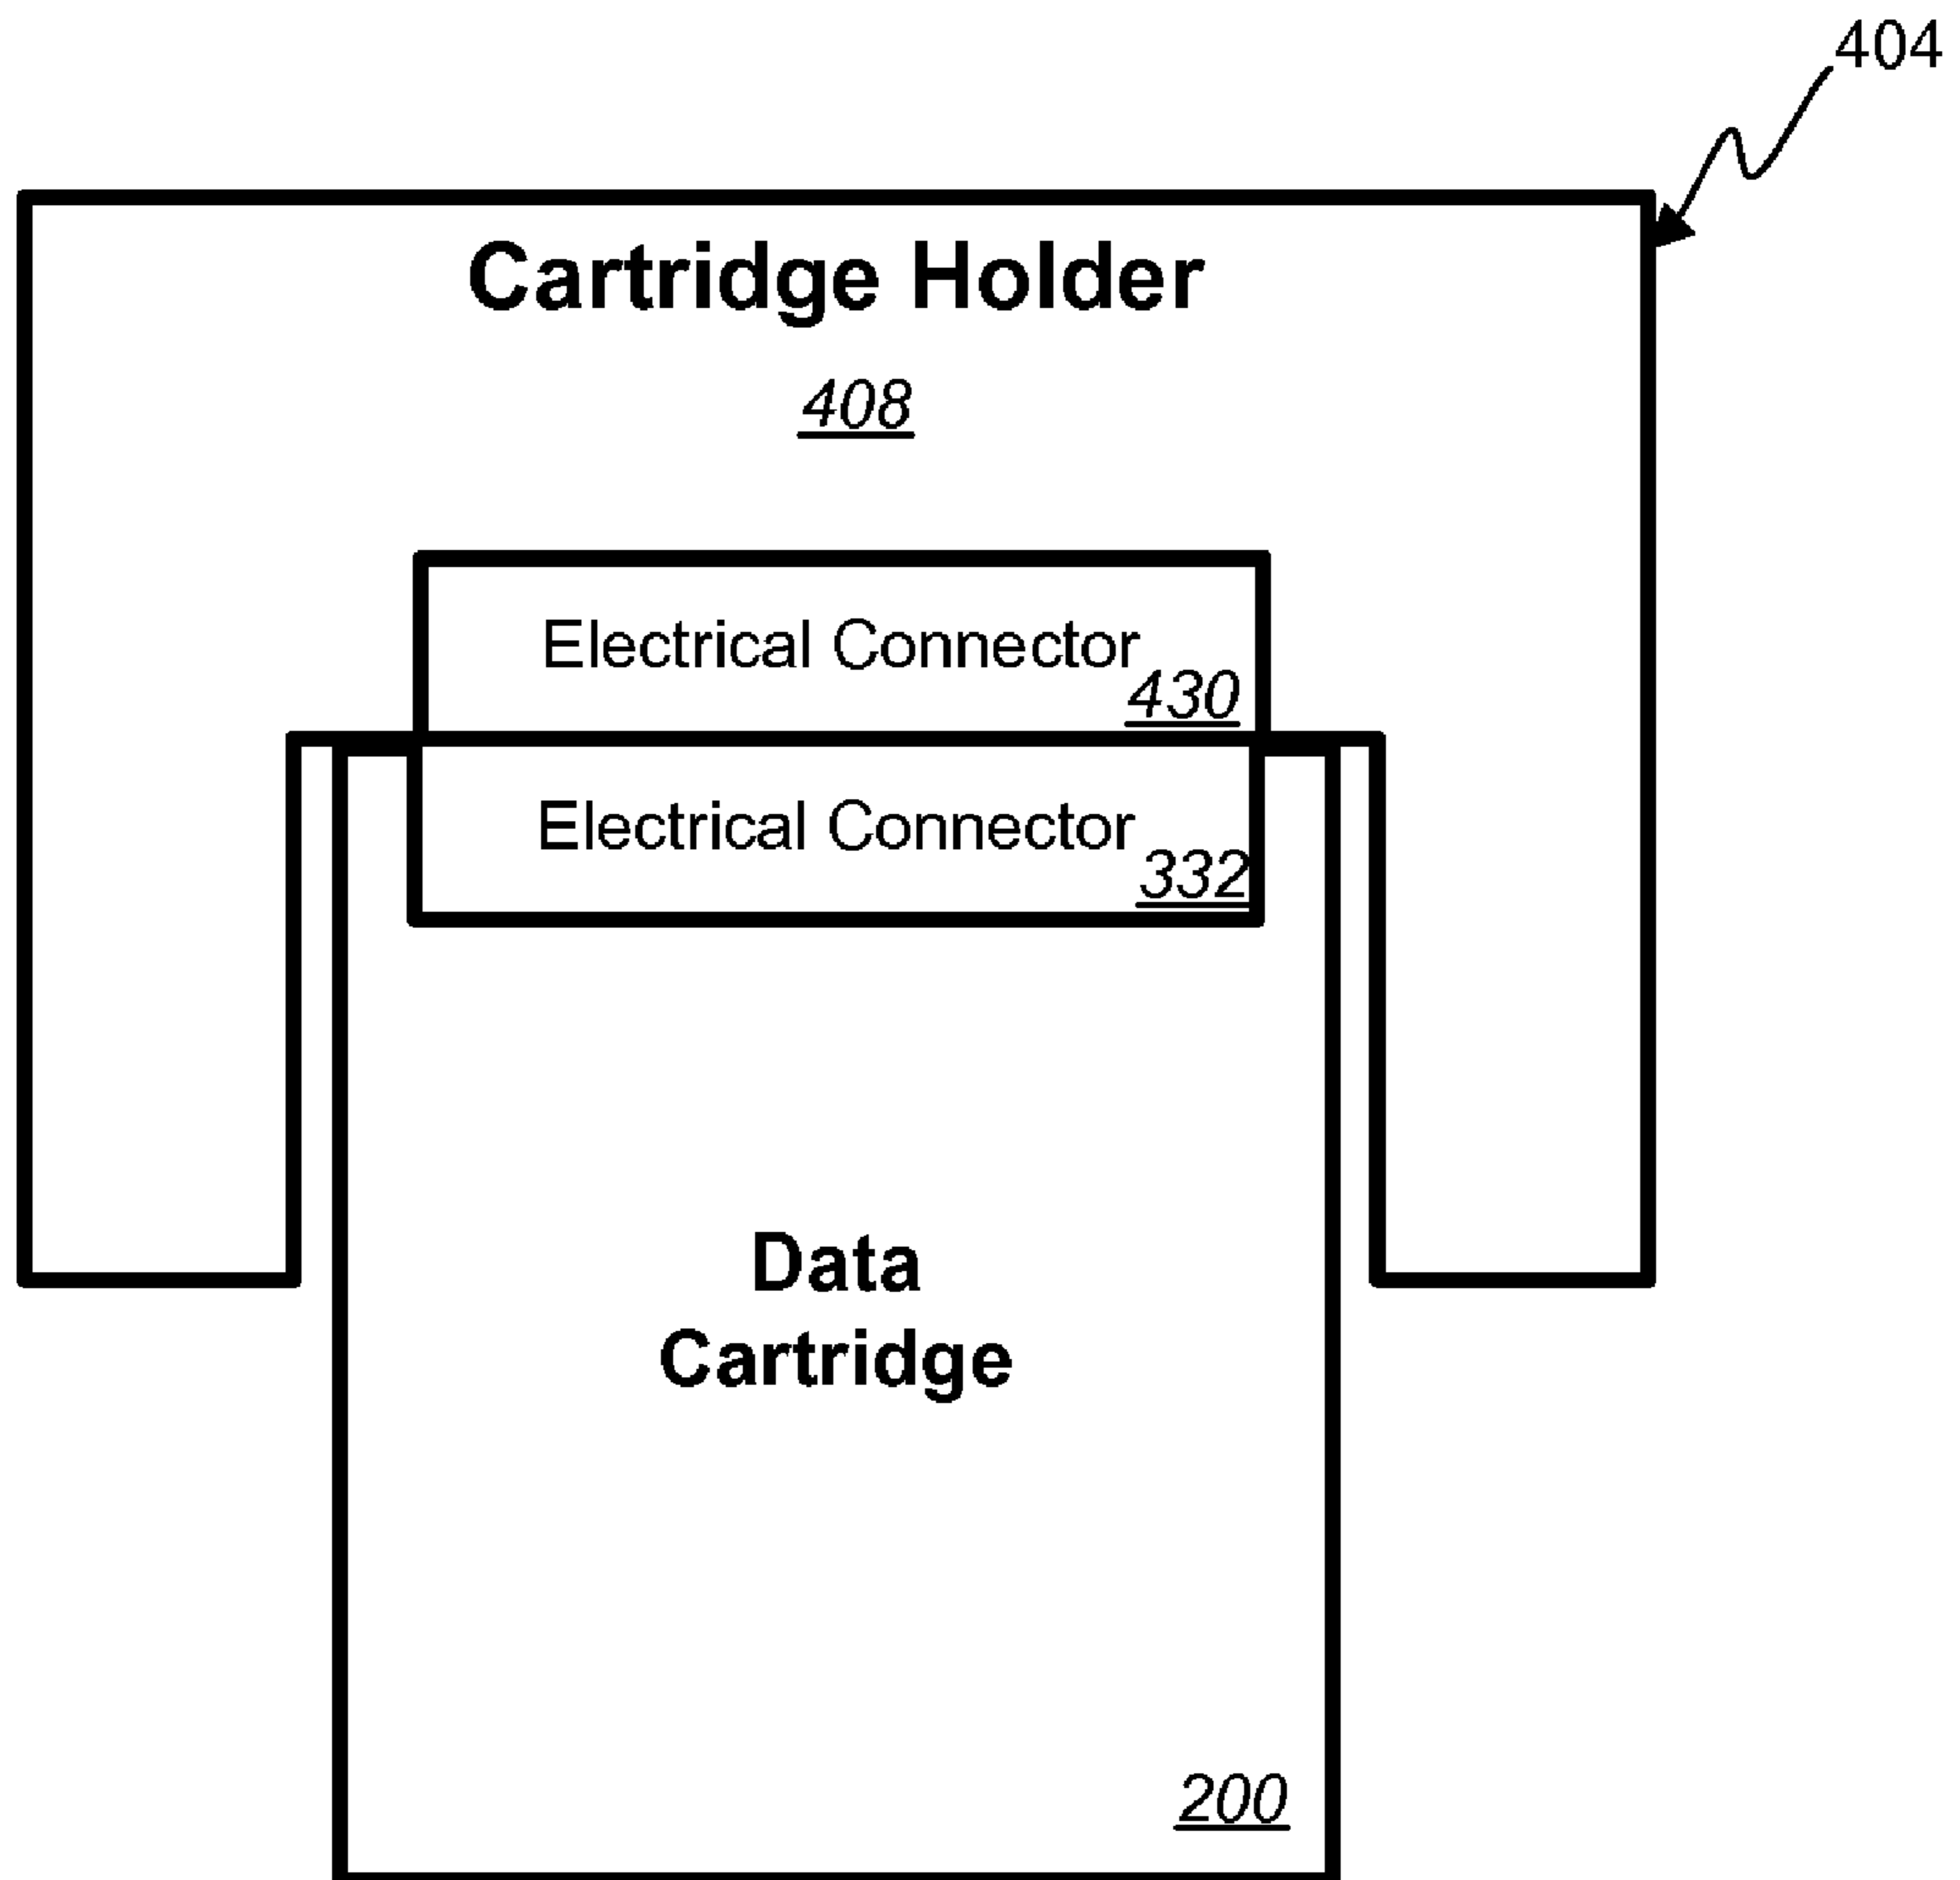 404
Cartridge Holder
408
Electrical Connector
430
Electrical Connector
332
Data
Cartridge
200